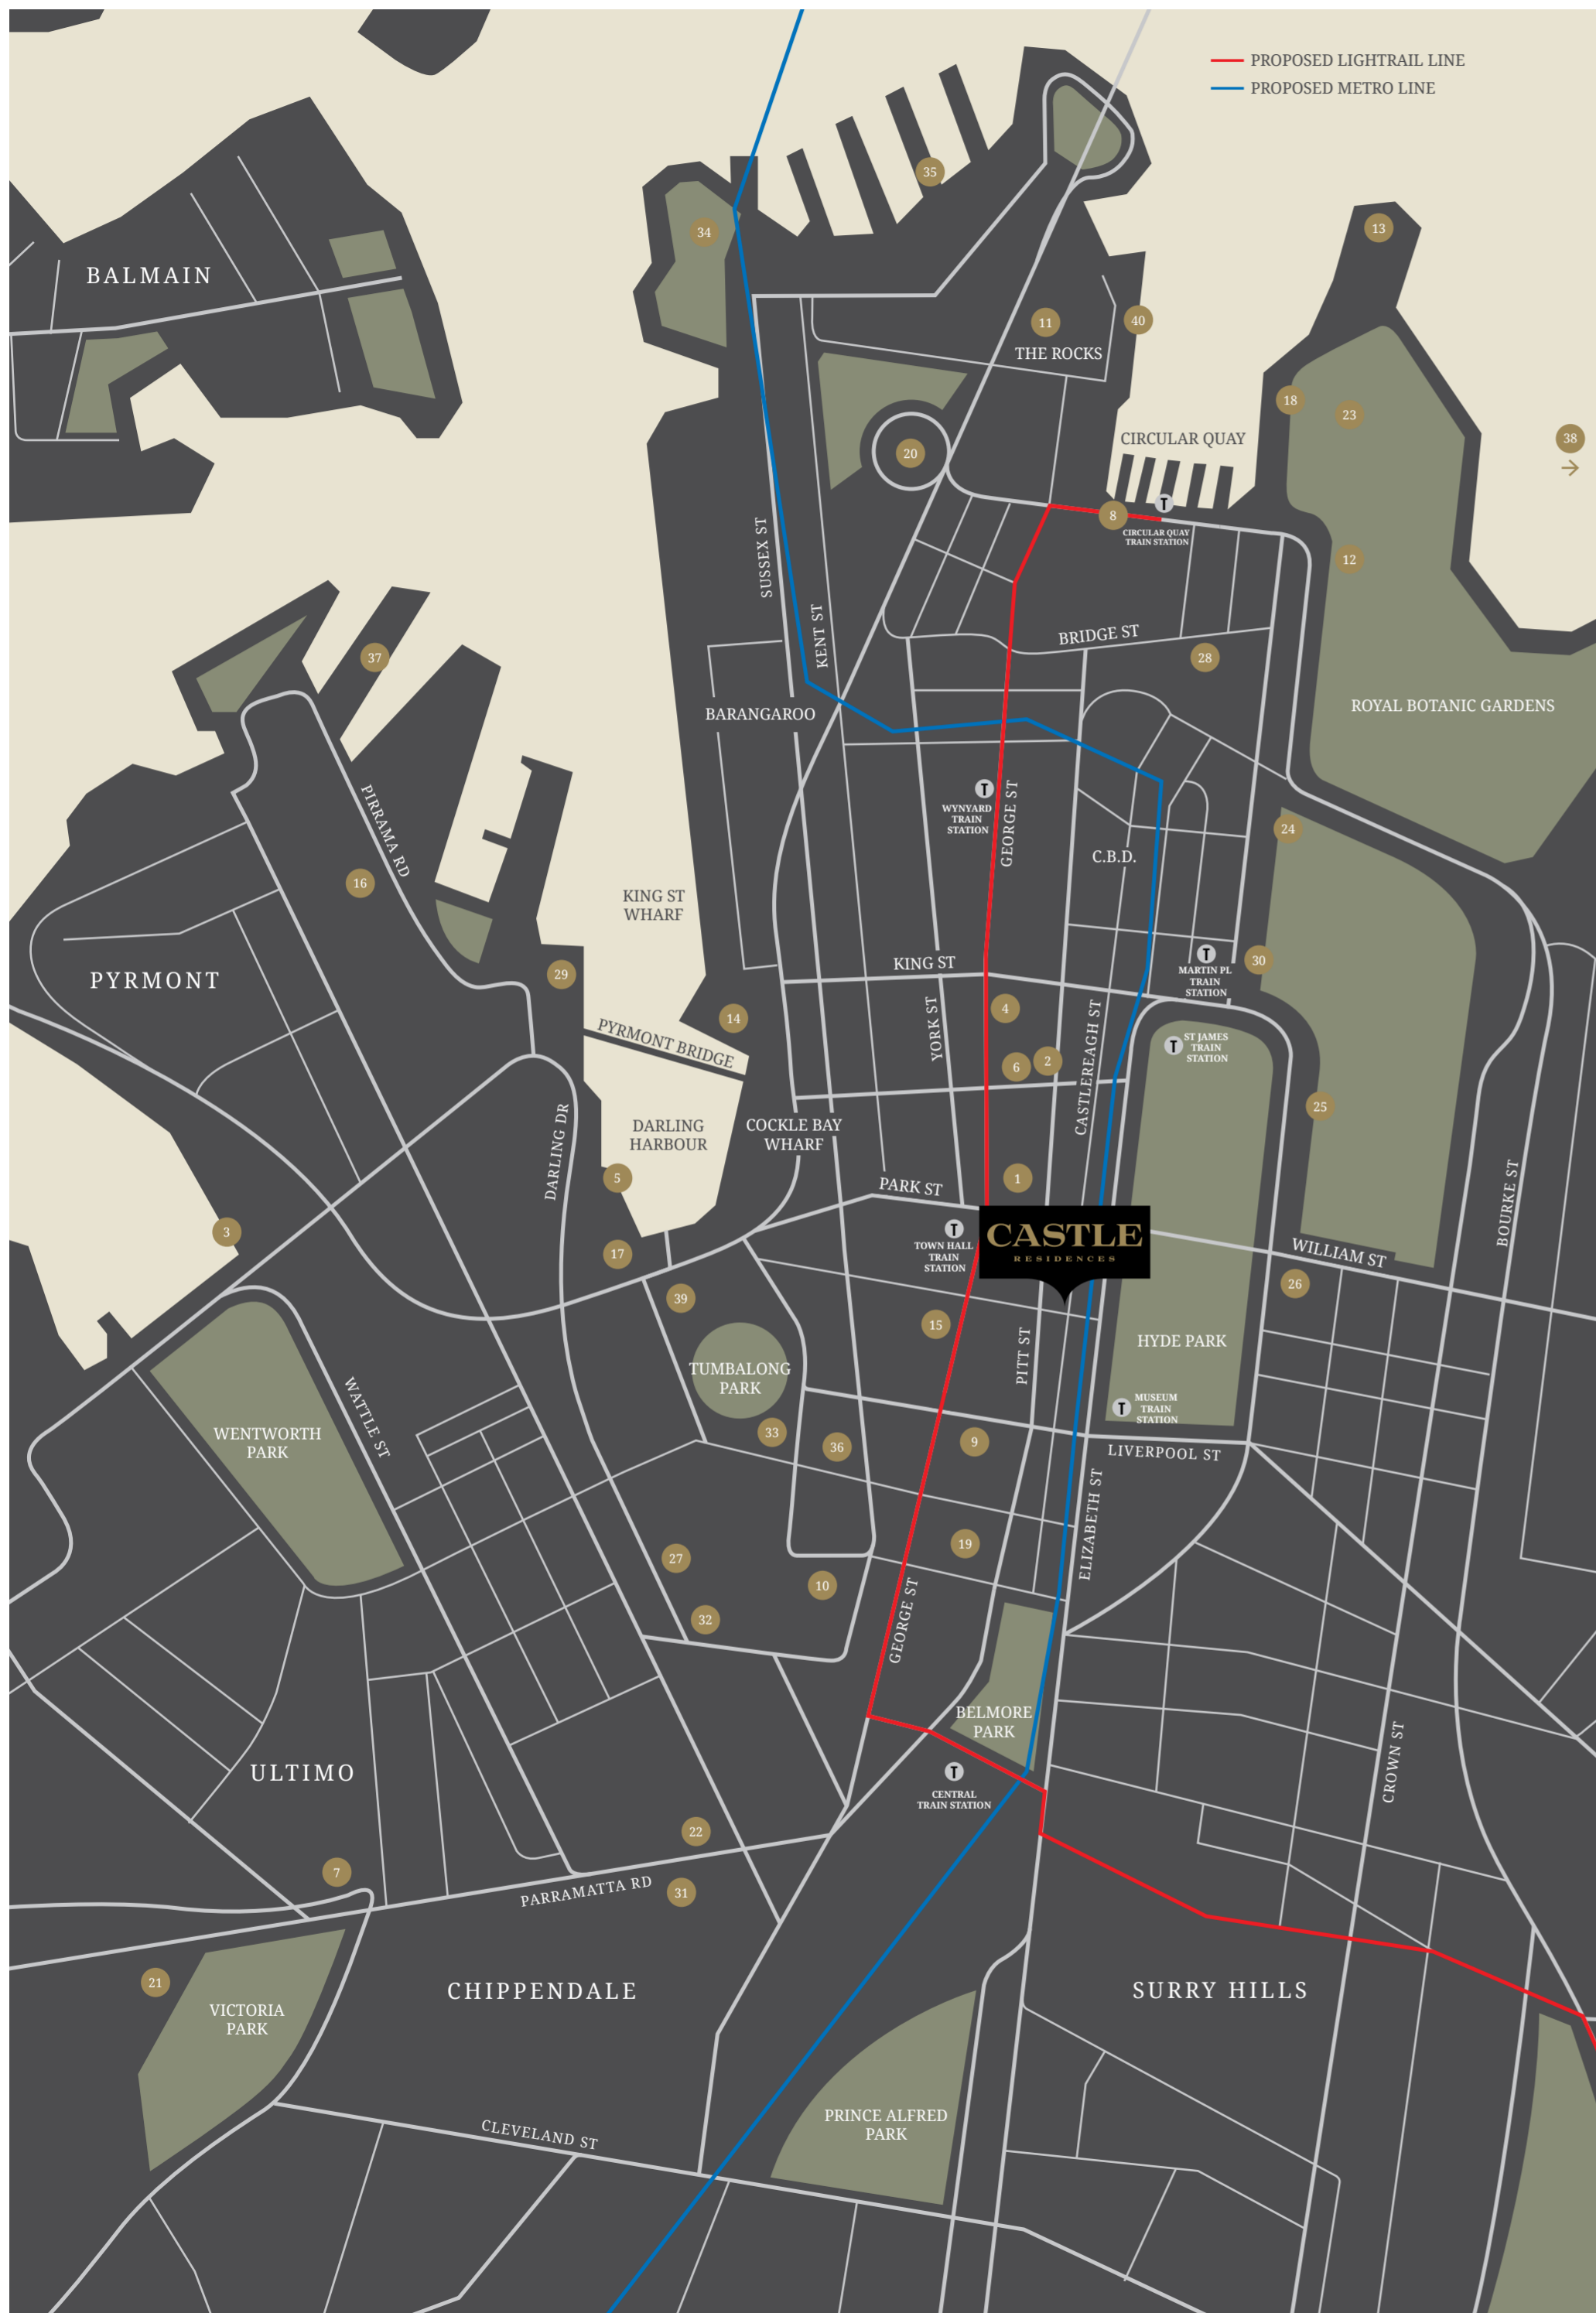 PROPOSED LIGHTRAIL LINE
PROPOSED METRO LINE
35
34
13
BALMAIN
11
40
THE ROCKS
18
23
38
CIRCULAR QUAY
20
T
8
CIRCULAR QUAY
TRAIN STATION
12
SUSSEX ST
KENT ST
BRIDGE ST
28
37
ROYAL BOTANIC GARDENS
BARANGAROO
PIRRAMA RD
T
WYNYARD
TRAIN
STATION
GEORGE ST
24
C.B.D.
16
KING ST
WHARF
PYRMONT
29
KING ST
T
MARTIN PL
TRAIN
STATION
30
14
4
YORK ST
PYRMONT BRIDGE
CASTLEREAGH ST
T
ST JAMES
TRAIN
STATION
6
2
25
DARLING
HARBOUR
COCKLE BAY
WHARF
DARLING DR
5
PARK ST
1
BOURKE ST
3
17
T
TOWN HALL
TRAIN
STATION
CASTLE
RESIDENCES
WILLIAM ST
26
39
15
HYDE PARK
PITT ST
TUMBALONG
PARK
T
MUSEUM
TRAIN
STATION
WATTLE ST
WENTWORTH
PARK
33
36
9
LIVERPOOL ST
ELIZABETH ST
19
27
10
32
GEORGE ST
BELMORE
PARK
ULTIMO
T
CENTRAL
TRAIN STATION
CROWN ST
22
7
PARRAMATTA RD
31
21
CHIPPENDALE
SURRY HILLS
VICTORIA
PARK
PRINCE ALFRED
PARK
CLEVELAND ST